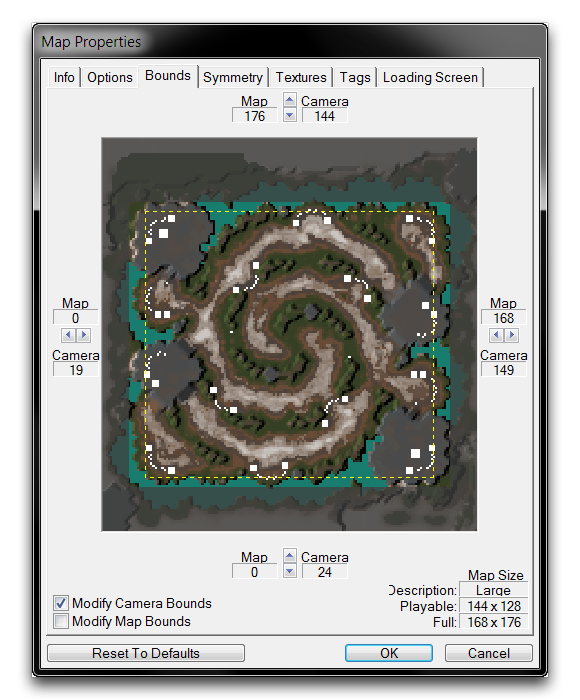 Map Properties
Info Options Bounds Symmetry Textures Tags Loading Screen
Map Camera
176 144
Map
0
Camera
19
Map
168
Camera
149
Map Camera
0 24
Modify Camera Bounds
Modify Map Bounds
Map Size
Description: Large
Playable: 144 x 128
Full: 168 x 176
Reset To Defaults OK Cancel